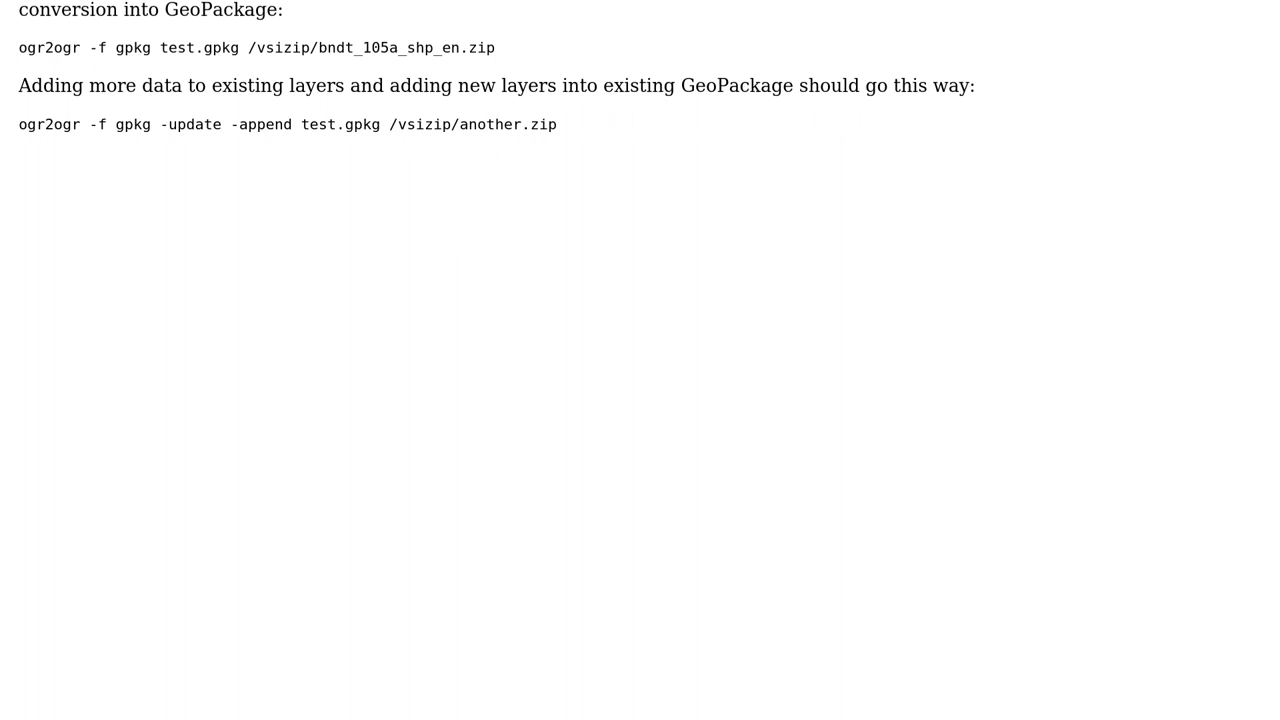 conversion into GeoPackage:
ogr2ogr -f gpkg test.gpkg /vsizip/bndt_105a_shp_en.zip
Adding more data to existing layers and adding new layers into existing GeoPackage should go this way:
ogr2ogr -f gpkg -update -append test.gpkg /vsizip/another.zip